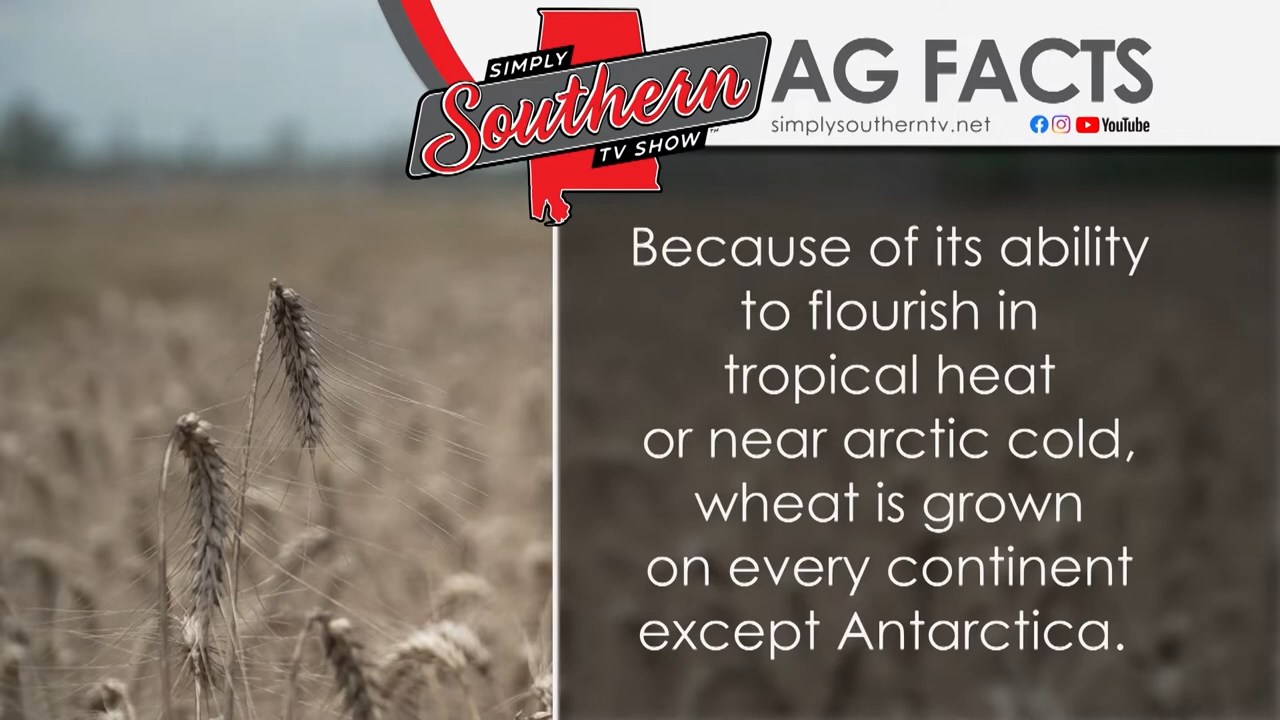 SIMPLY
Southern
TV SHOW™
AG FACTS
simplysoutherntv.net
YouTube
Because of its ability
to flourish in
tropical heat
or near arctic cold,
wheat is grown
on every continent
except Antarctica.